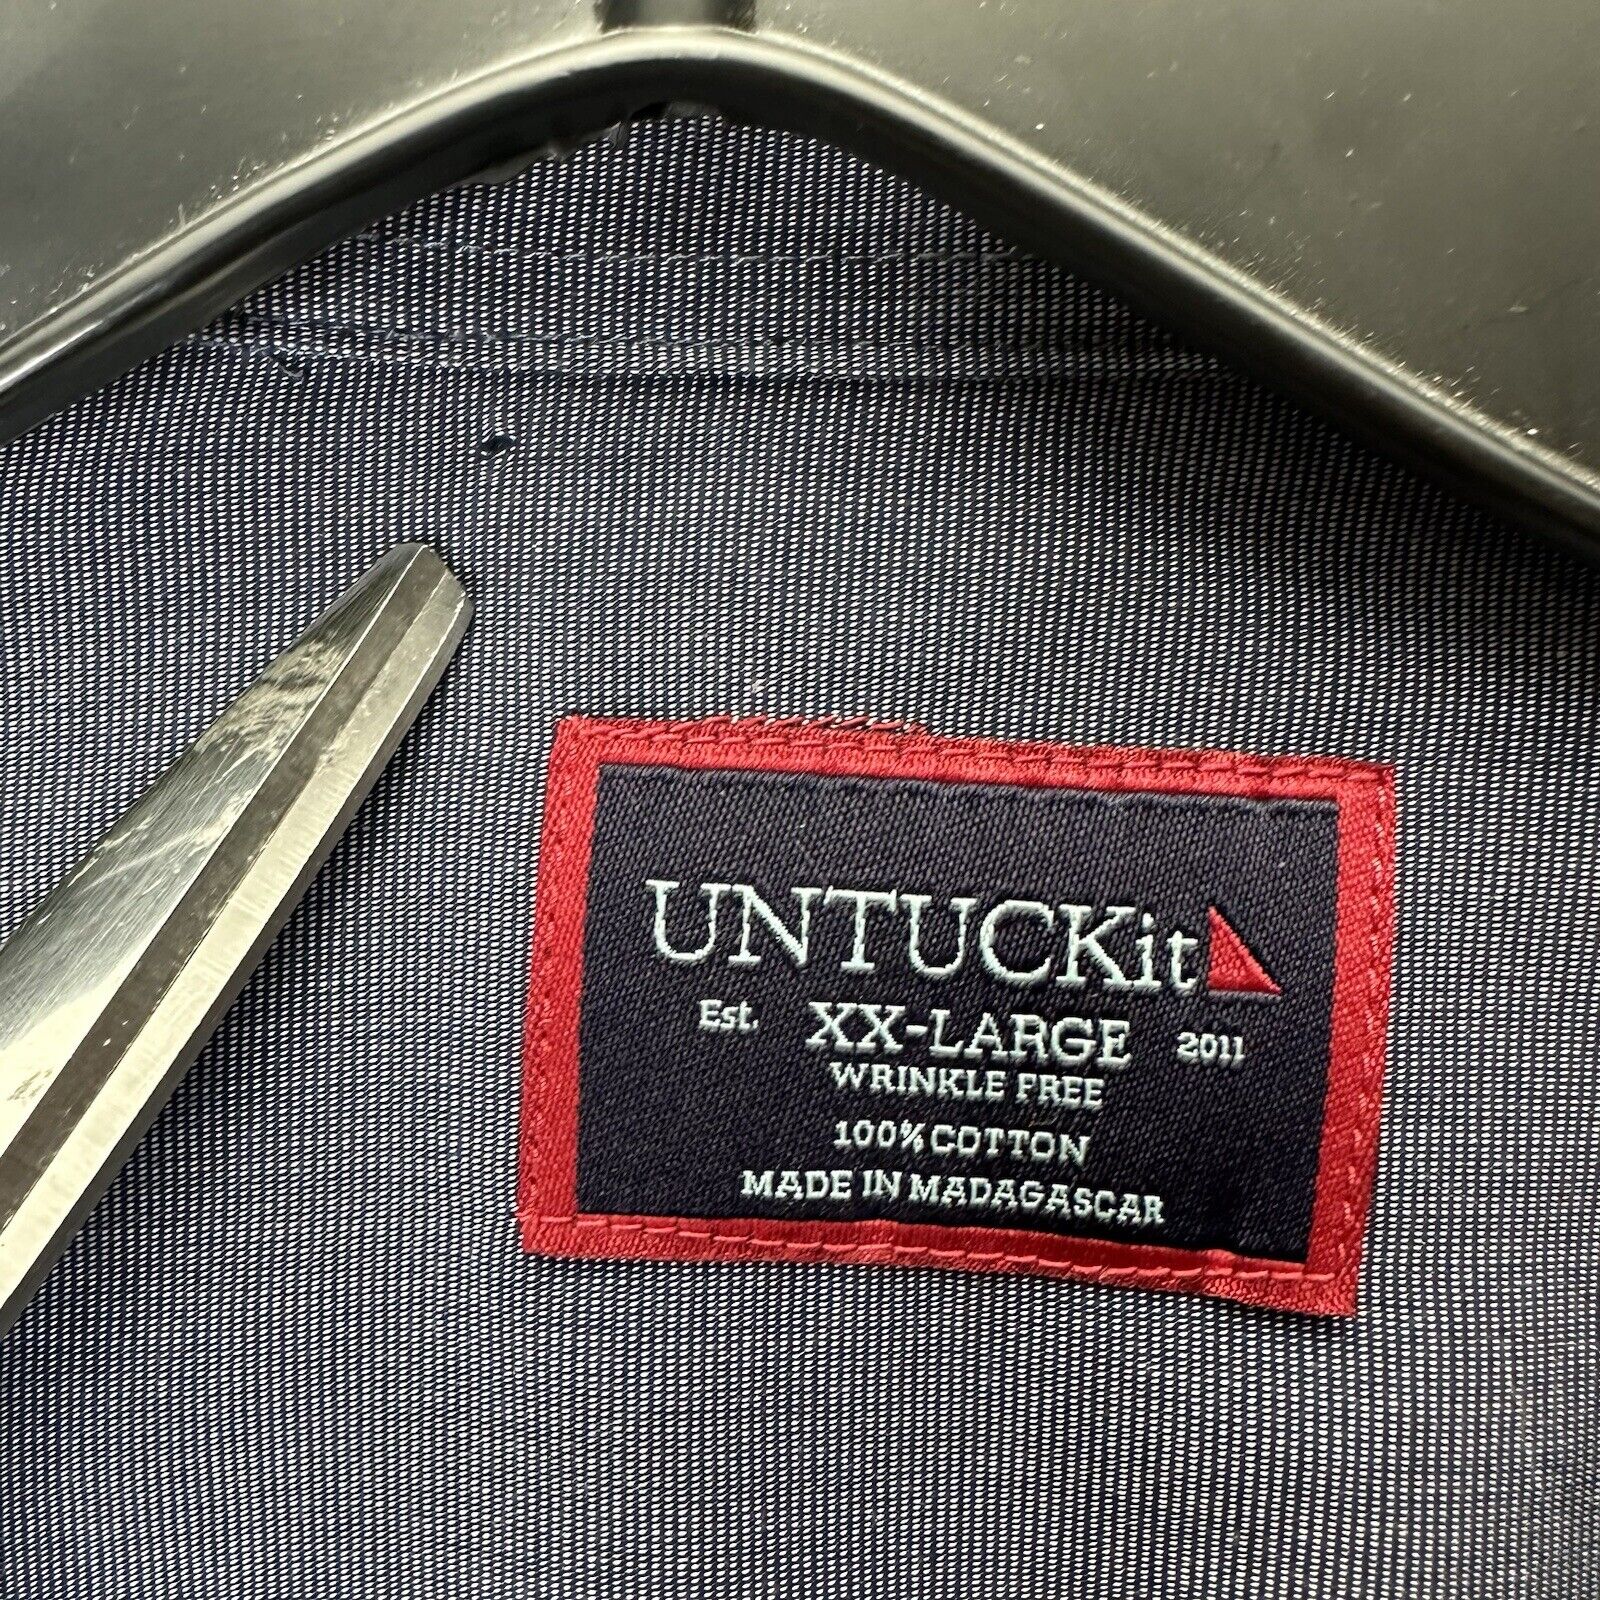 UNTUCKit
Est. XX-LARGE 2011
WRINKLE FREE
100% COTTON
MADE IN MADAGASCAR